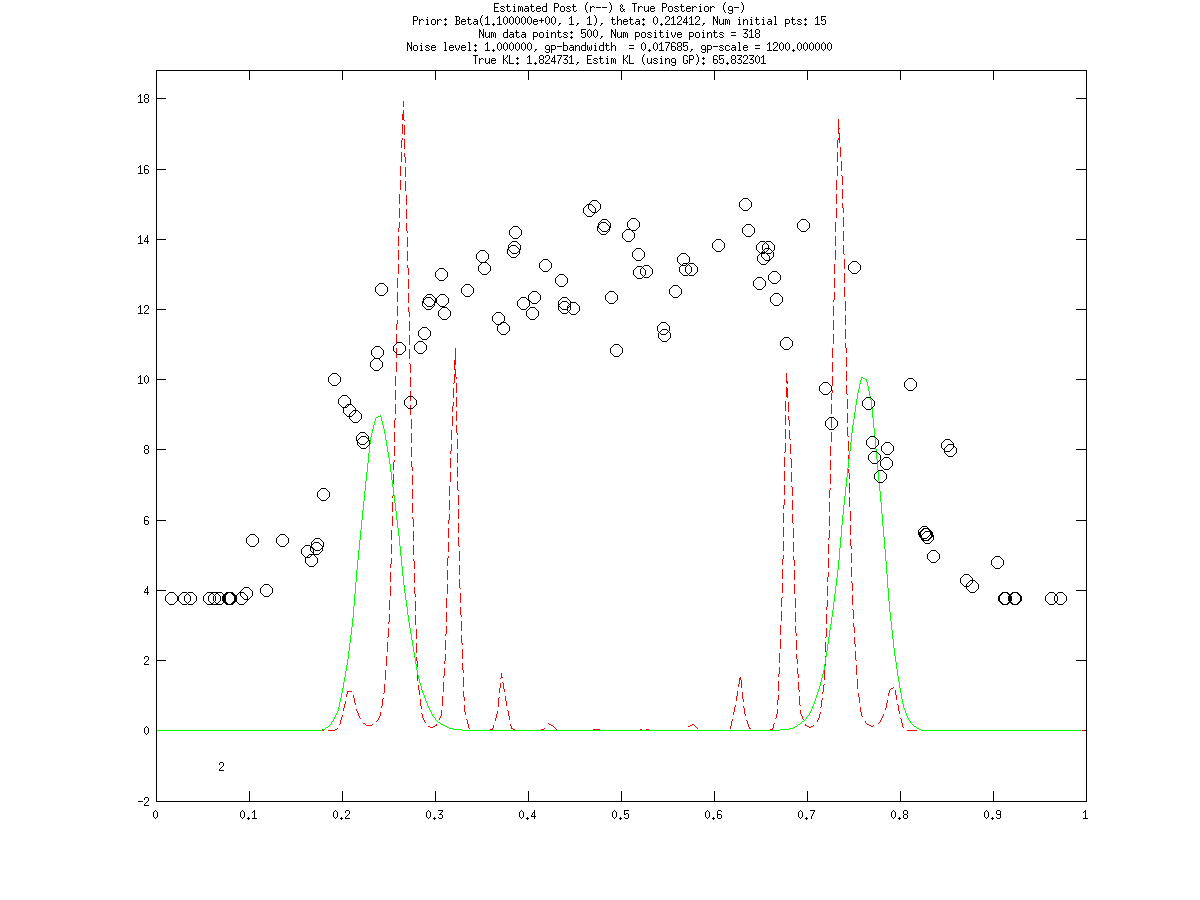 Estimated Post (r--) & True Posterior (g-)
Prior: Beta(1.100000e+00, 1, 1), theta: 0.212412, Num initial pts: 15
Num data points: 500, Num positive points = 318
Noise level: 1.000000, gp-bandwidth  = 0.017685, gp-scale = 1200.000000
True KL: 1.824731, Estim KL (using GP): 65.832301
18
16
14
12
10
8
6
4
2
0
2
-2
0 0.1 0.2 0.3 0.4 0.5 0.6 0.7 0.8 0.9 1